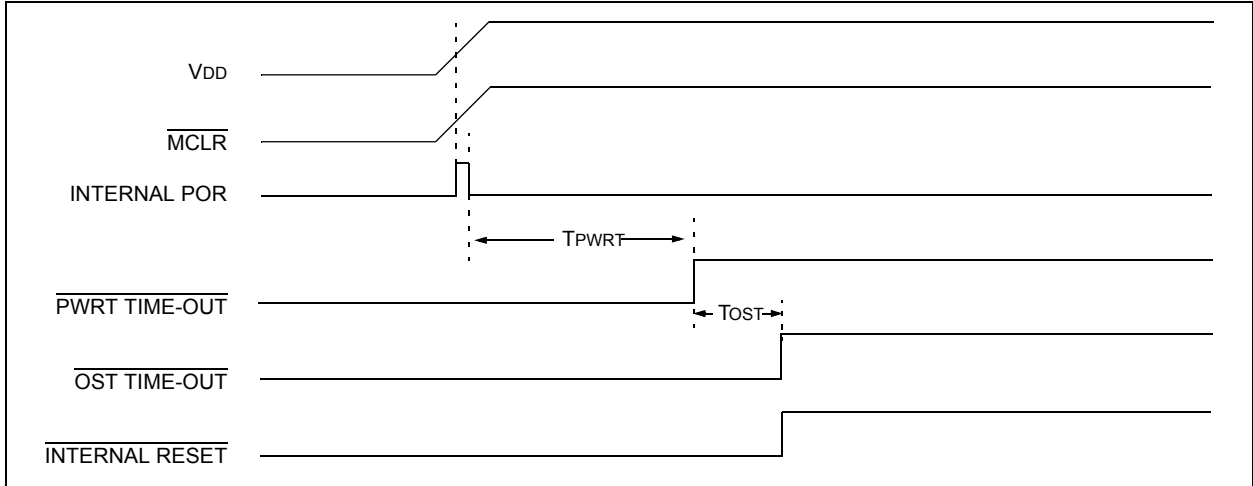 VDD
MCLR
INTERNAL POR
TPWRT
PWRT TIME-OUT
TOST
OST TIME-OUT
INTERNAL RESET